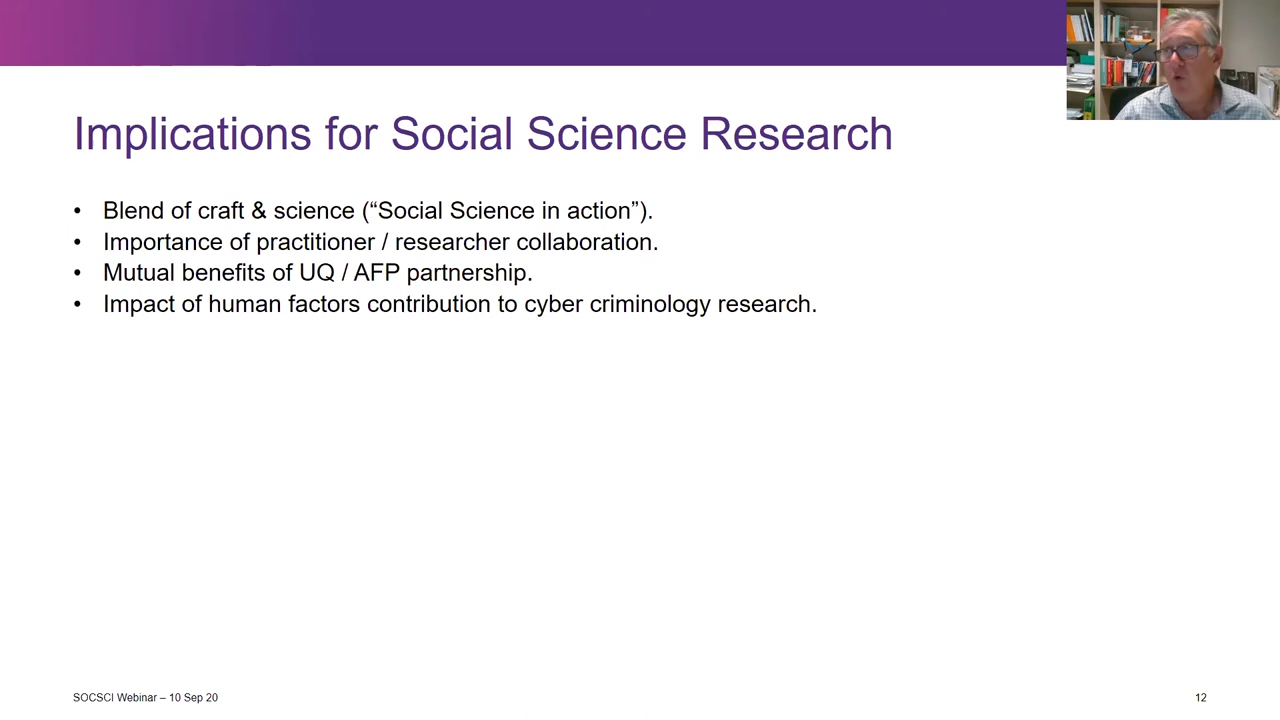 Implications for Social Science Research
• Blend of craft & science (“Social Science in action”).
• Importance of practitioner / researcher collaboration.
• Mutual benefits of UQ / AFP partnership.
• Impact of human factors contribution to cyber criminology research.
SOCSCI Webinar – 10 Sep 20
12